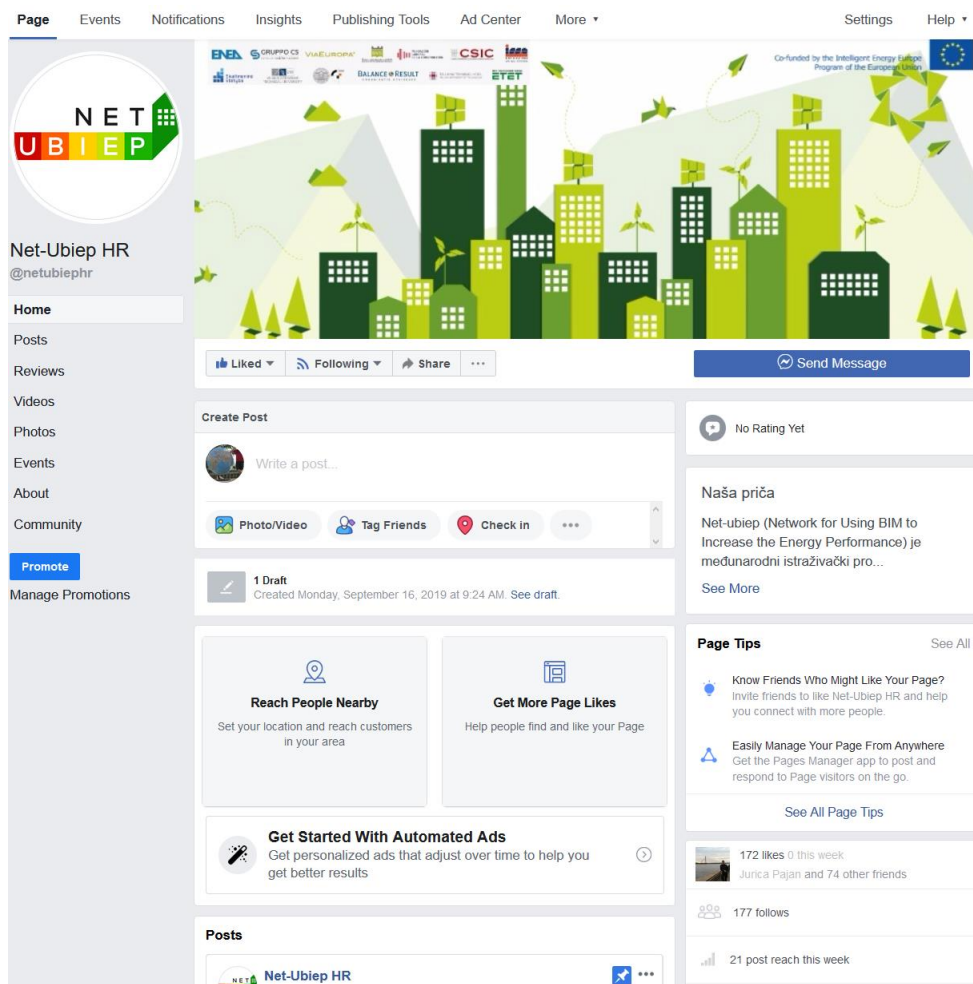 Page Events Notifications Insights Publishing Tools Ad Center More Settings Help
ENEA GRUPPO CS VIAEUROPA CSIC
BALANCE & RESULT
Co-funded by the Intelligent Energy Europe
Program of the European Union
NET
UBIEP
Net-Ubiep HR
@netubiephr
Home
Posts
Reviews
Videos
Photos
Events
About
Community
Promote
Manage Promotions
Liked Following Share ...
Send Message
Create Post
Write a post...
Photo/Video Tag Friends Check in ...
1 Draft
Created Monday, September 16, 2019 at 9:24 AM. See draft.
Reach People Nearby
Set your location and reach customers
in your area
Get More Page Likes
Help people find and like your Page
Get Started With Automated Ads
Get personalized ads that adjust over time to help you
get better results
Posts
NET
Net-Ubiep HR
...
No Rating Yet
Naša priča
Net-ubiep (Network for Using BIM to
Increase the Energy Performance) je
međunarodni istraživački pro...
See More
Page Tips See All
Know Friends Who Might Like Your Page?
Invite friends to like Net-Ubiep HR and help
you connect with more people.
Easily Manage Your Page From Anywhere
Get the Pages Manager app to post and
respond to Page visitors on the go.
See All Page Tips
172 likes 0 this week
Jurica Pajan and 74 other friends
177 follows
21 post reach this week